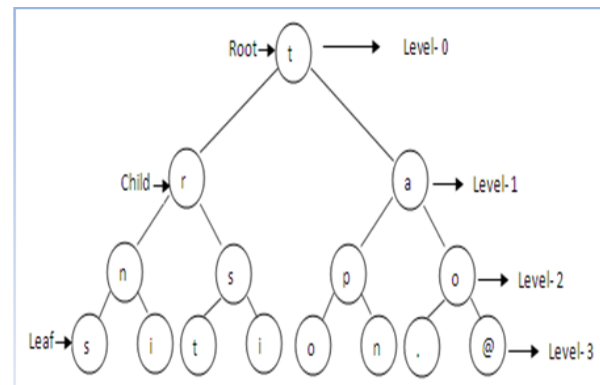 Root t Level-0
Child r a Level-1
n s p o Level-2
Leaf s i t i o n . @ Level-3